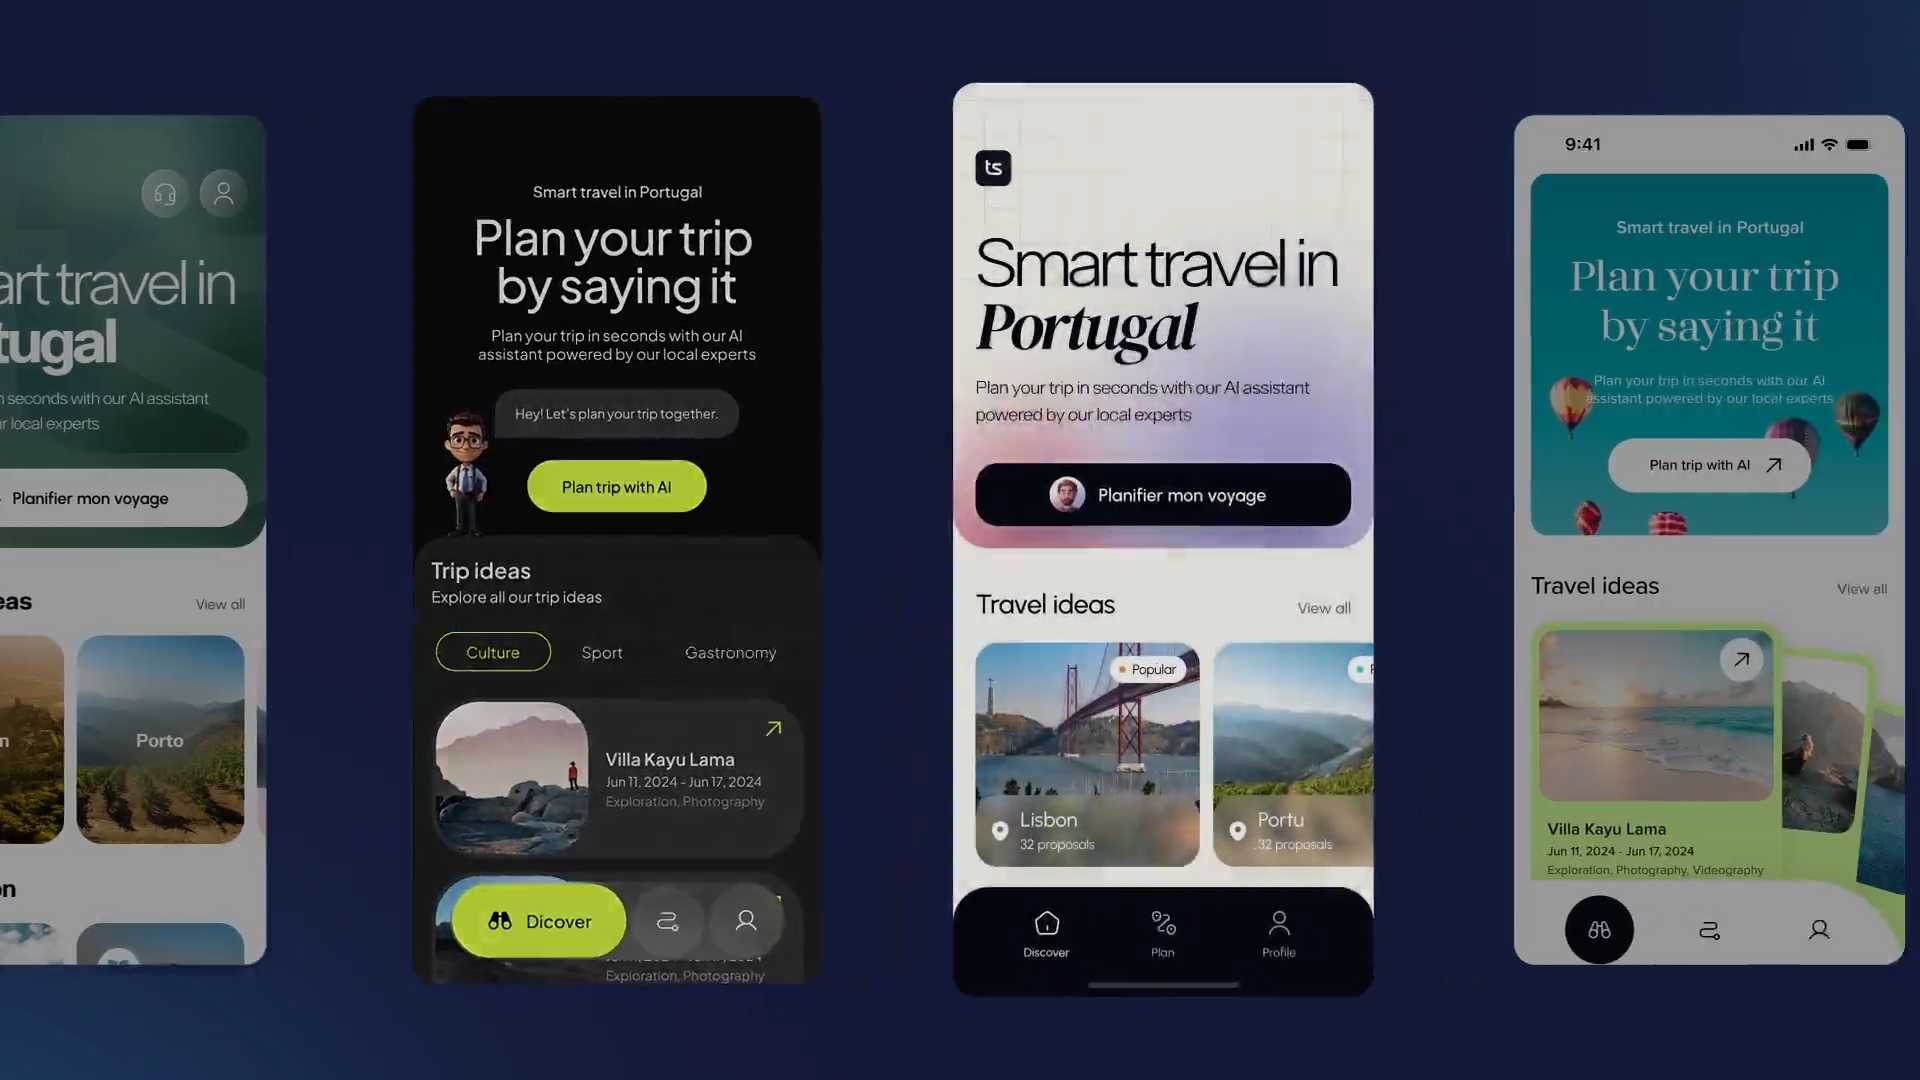 art travel in
tugal
n seconds with our AI assistant
r local experts
Planifier mon voyage
eas
View all
n
Porto
on
Smart travel in Portugal
Plan your trip
by saying it
Plan your trip in seconds with our AI
assistant powered by our local experts
Hey! Let's plan your trip together.
Plan trip with AI
Trip ideas
Explore all our trip ideas
Culture
Sport
Gastronomy
Villa Kayu Lama
Jun 11, 2024 - Jun 17, 2024
Exploration, Photography
Dicover
Exploration, Photography
ts
Smart travel in
Portugal
Plan your trip in seconds with our AI assistant
powered by our local experts
Planifier mon voyage
Travel ideas
View all
Popular
Lisbon
32 proposals
Portu
32 proposals
Discover
Plan
Profile
9:41
Smart travel in Portugal
Plan your trip
by saying it
Plan your trip in seconds with our AI
assistant powered by our local experts
Plan trip with AI
Travel ideas
View all
Villa Kayu Lama
Jun 11, 2024 - Jun 17, 2024
Exploration, Photography, Videography